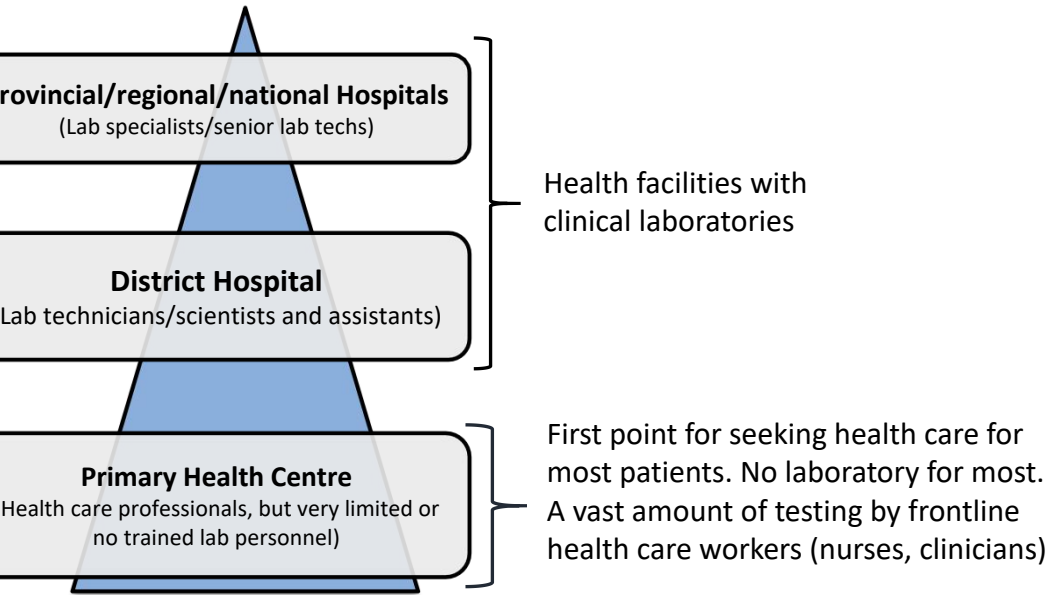 rovincial/regional/national Hospitals
(Lab specialists/senior lab techs)
Health facilities with
clinical laboratories
District Hospital
Lab technicians/scientists and assistants)
Primary Health Centre
Health care professionals, but very limited or
no trained lab personnel)
First point for seeking health care for
most patients. No laboratory for most.
A vast amount of testing by frontline
health care workers (nurses, clinicians)